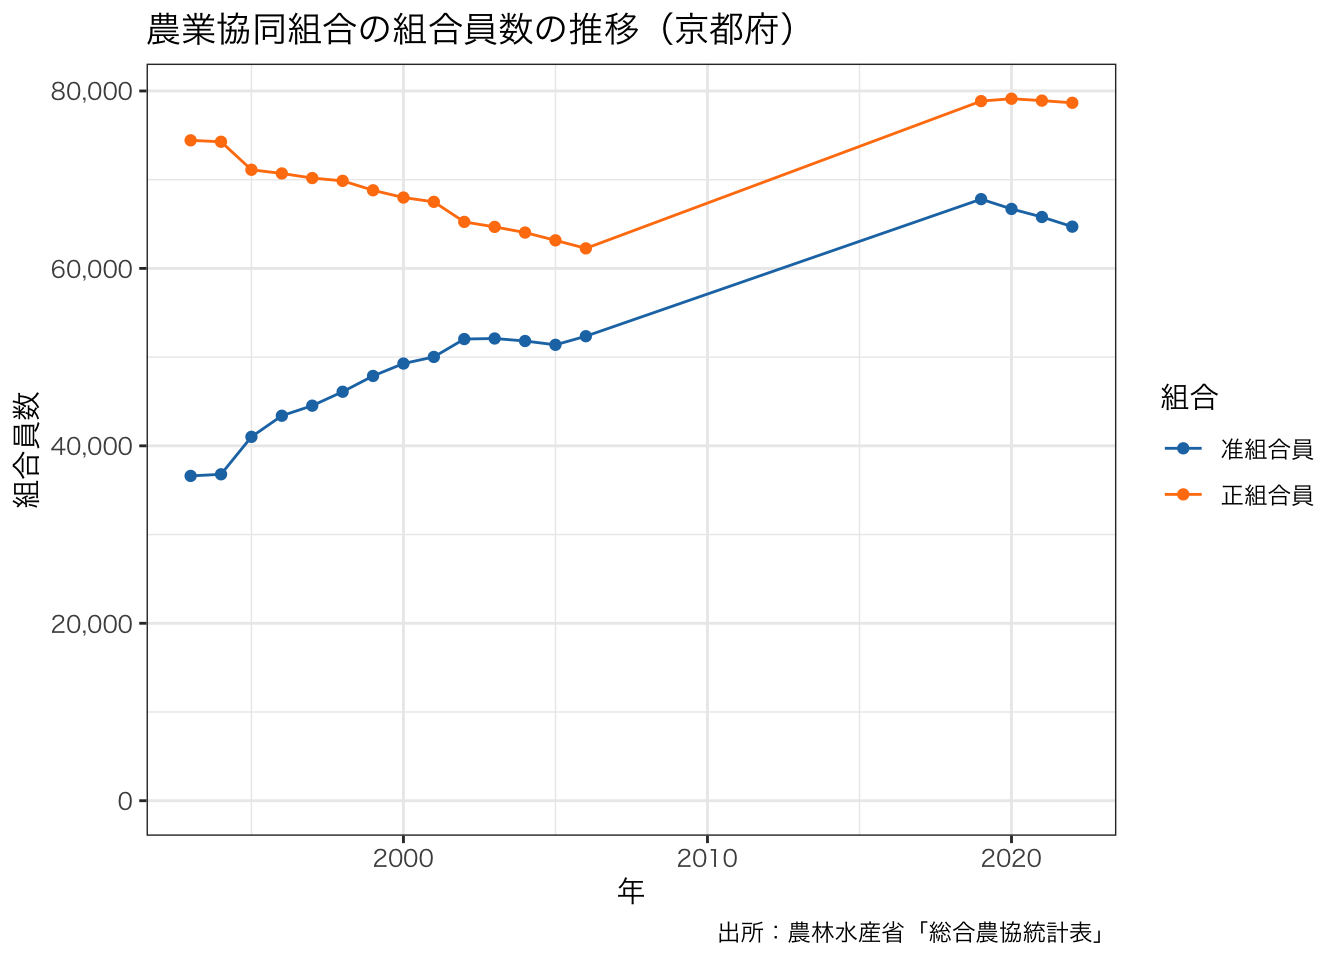 農業協同組合の組合員数の推移（京都府）
組合員数
80,000
60,000
40,000
20,000
0
2000
2010
2020
年
組合
准組合員
正組合員
出所：農林水産省「総合農協統計表」